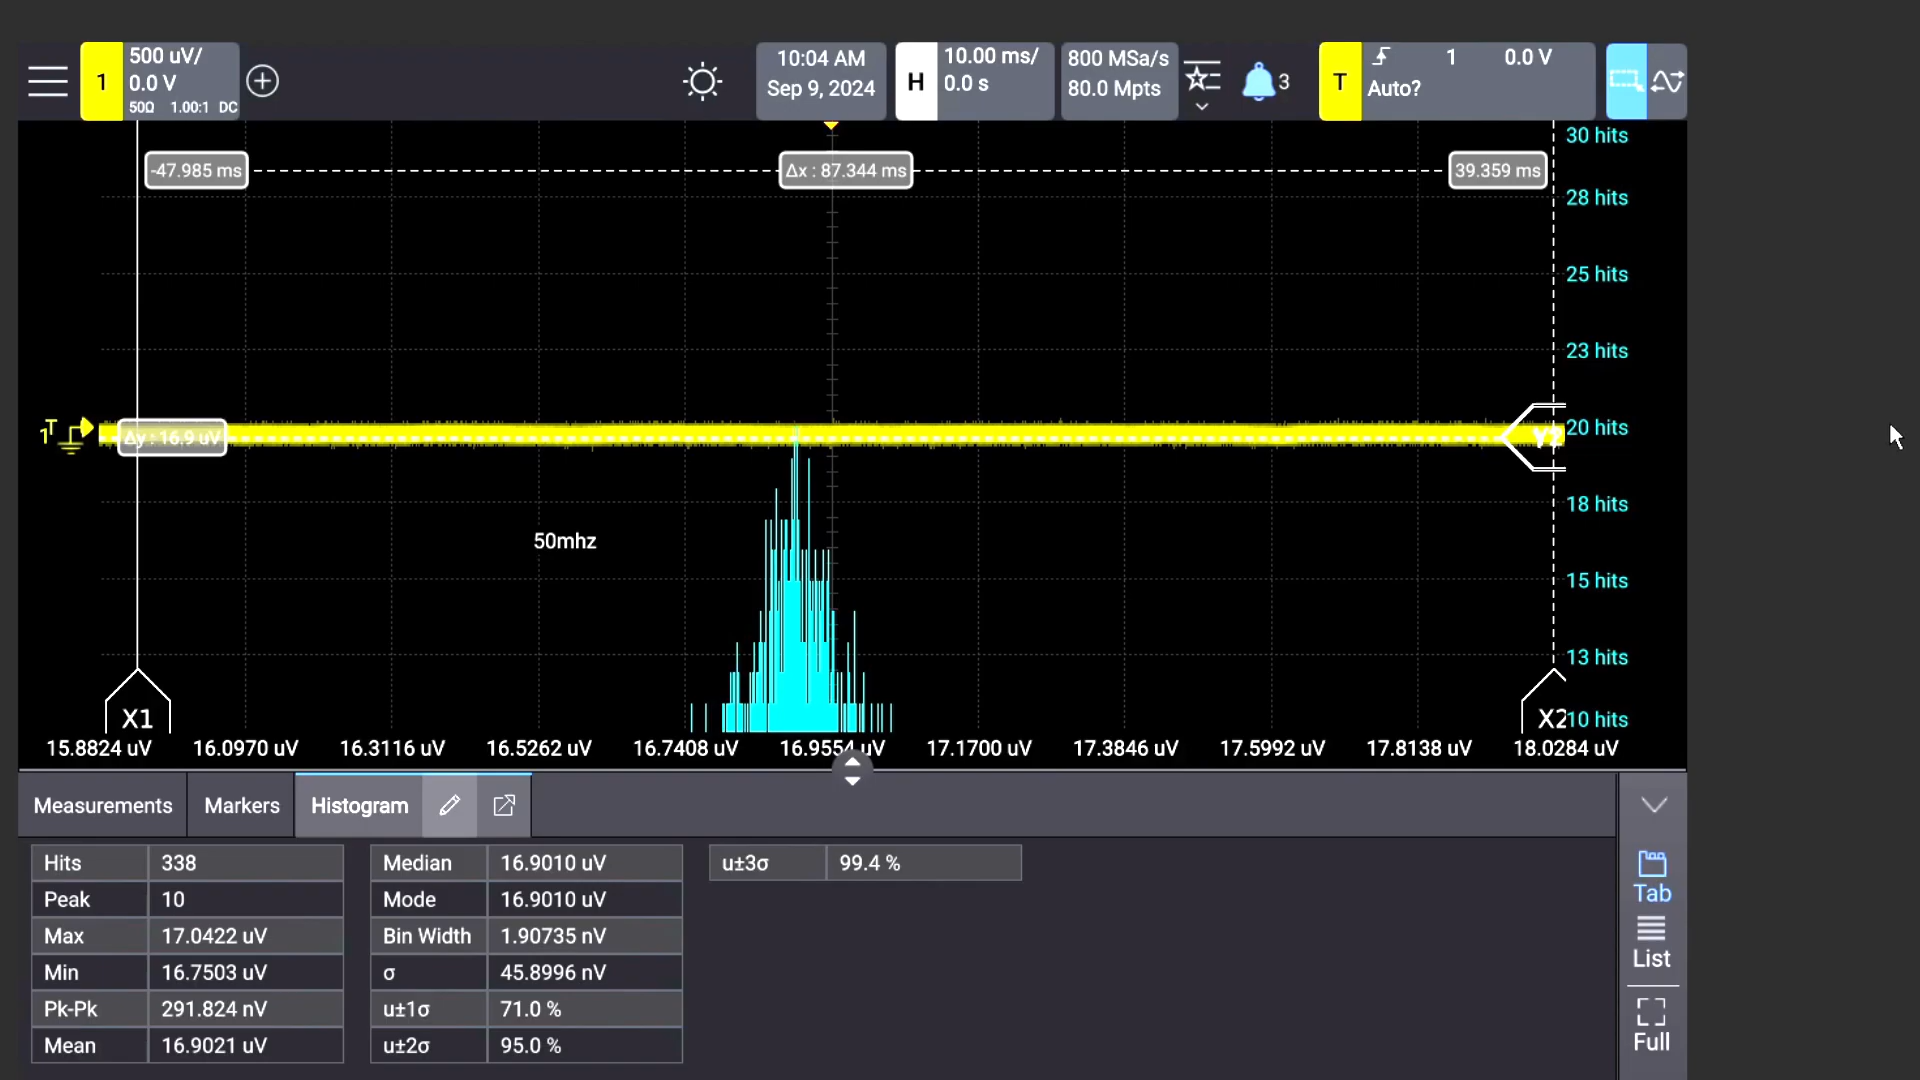 1
500 uV/
0.0 V
50Ω 1.00:1 DC
10:04 AM
Sep 9, 2024
H
10.00 ms/
0.0 s
800 MSa/s
80.0 Mpts
3
T
1 0.0 V
Auto?
-47.985 ms
Δx : 87.344 ms
39.359 ms
30 hits
28 hits
25 hits
23 hits
20 hits
18 hits
15 hits
13 hits
10 hits
1T
Δy : 16.9 uV
50mhz
X1
X2
15.8824 uV 16.0970 uV 16.3116 uV 16.5262 uV 16.7408 uV 16.9554 uV 17.1700 uV 17.3846 uV 17.5992 uV 17.8138 uV 18.0284 uV
Measurements Markers Histogram
Hits 338
Peak 10
Max 17.0422 uV
Min 16.7503 uV
Pk-Pk 291.824 nV
Mean 16.9021 uV
Median 16.9010 uV
Mode 16.9010 uV
Bin Width 1.90735 nV
σ 45.8996 nV
u±1σ 71.0 %
u±2σ 95.0 %
u±3σ 99.4 %
Tab
List
Full